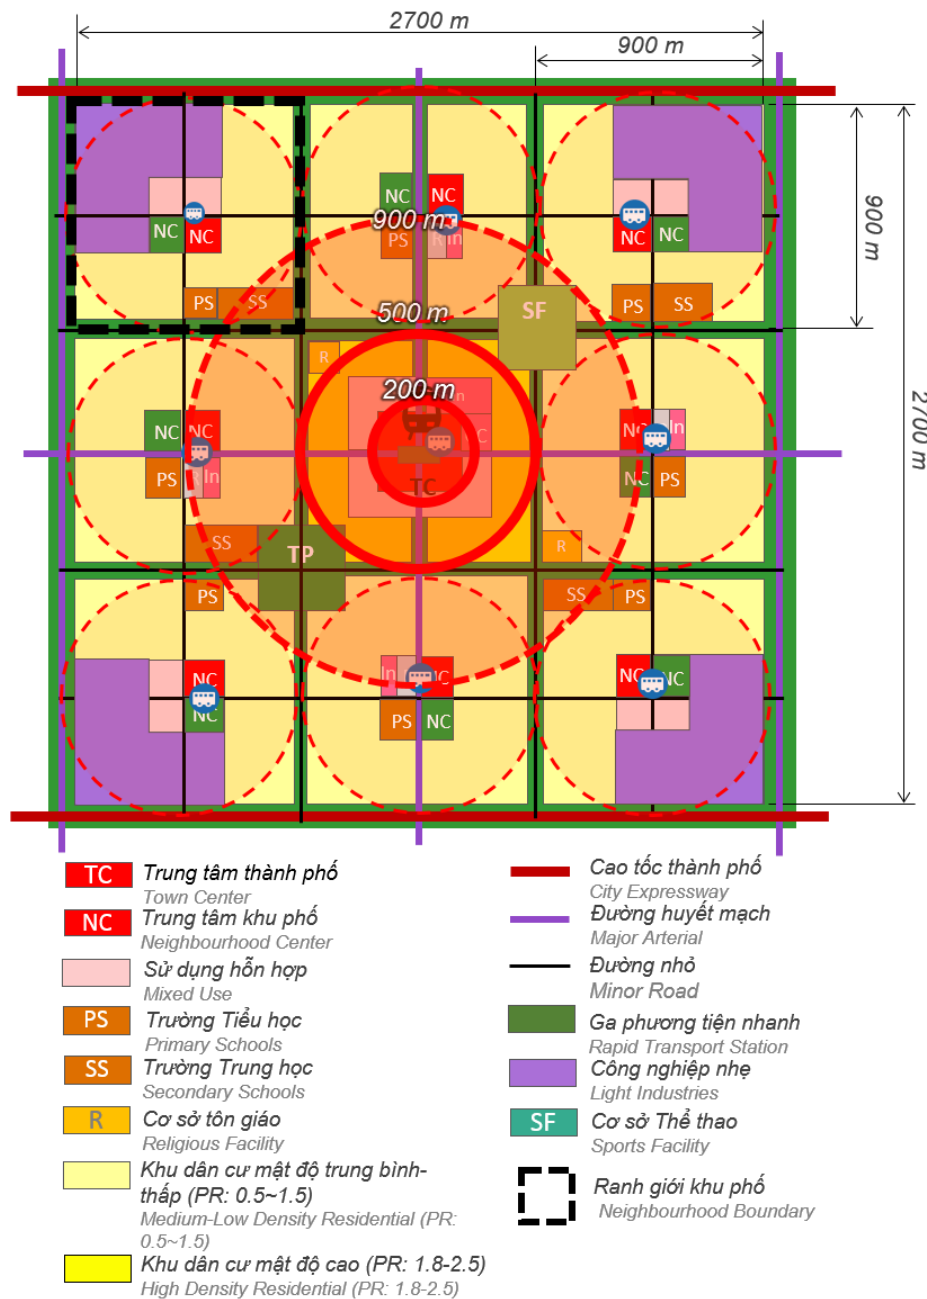 2700 m
900 m
NC
NC
NC
NC
PS
R
In
NC
NC
900 m
900 m
PS
SS
PS
SS
SF
500 m
R
200 m
In
NC
TC
NC
NC
PS
R
In
NC
In
NC
PS
2700 m
SS
TP
R
PS
SS
PS
NC
NC
In
NC
PS
NC
NC
NC
TC
Trung tâm thành phố
Town Center
NC
Trung tâm khu phố
Neighbourhood Center
Sử dụng hỗn hợp
Mixed Use
PS
Trường Tiểu học
Primary Schools
SS
Trường Trung học
Secondary Schools
R
Cơ sở tôn giáo
Religious Facility
Khu dân cư mật độ trung bình-
thấp (PR: 0.5~1.5)
Medium-Low Density Residential (PR:
0.5~1.5)
Khu dân cư mật độ cao (PR: 1.8-2.5)
High Density Residential (PR: 1.8-2.5)
Cao tốc thành phố
City Expressway
Đường huyết mạch
Major Arterial
Đường nhỏ
Minor Road
Ga phương tiện nhanh
Rapid Transport Station
Công nghiệp nhẹ
Light Industries
SF
Cơ sở Thể thao
Sports Facility
Ranh giới khu phố
Neighbourhood Boundary